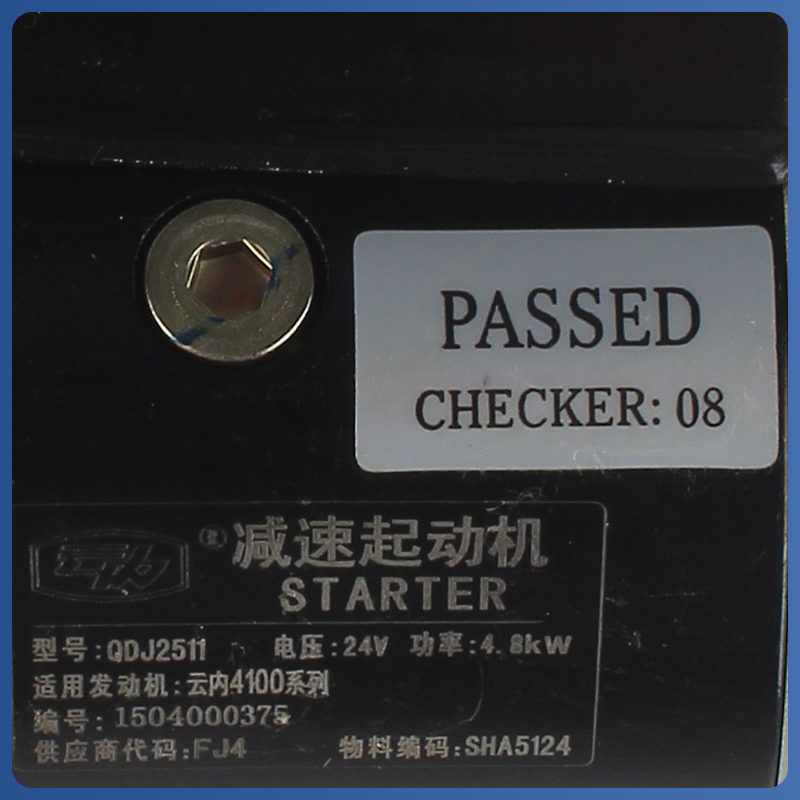 PASSED
CHECKER: 08
® 减速起动机
STARTER
型号:QDJ2511 电压:24V 功率:4.8kW
适用发动机:云内4100系列
编号:1504000375
供应商代码:FJ4 物料编码:SHA5124